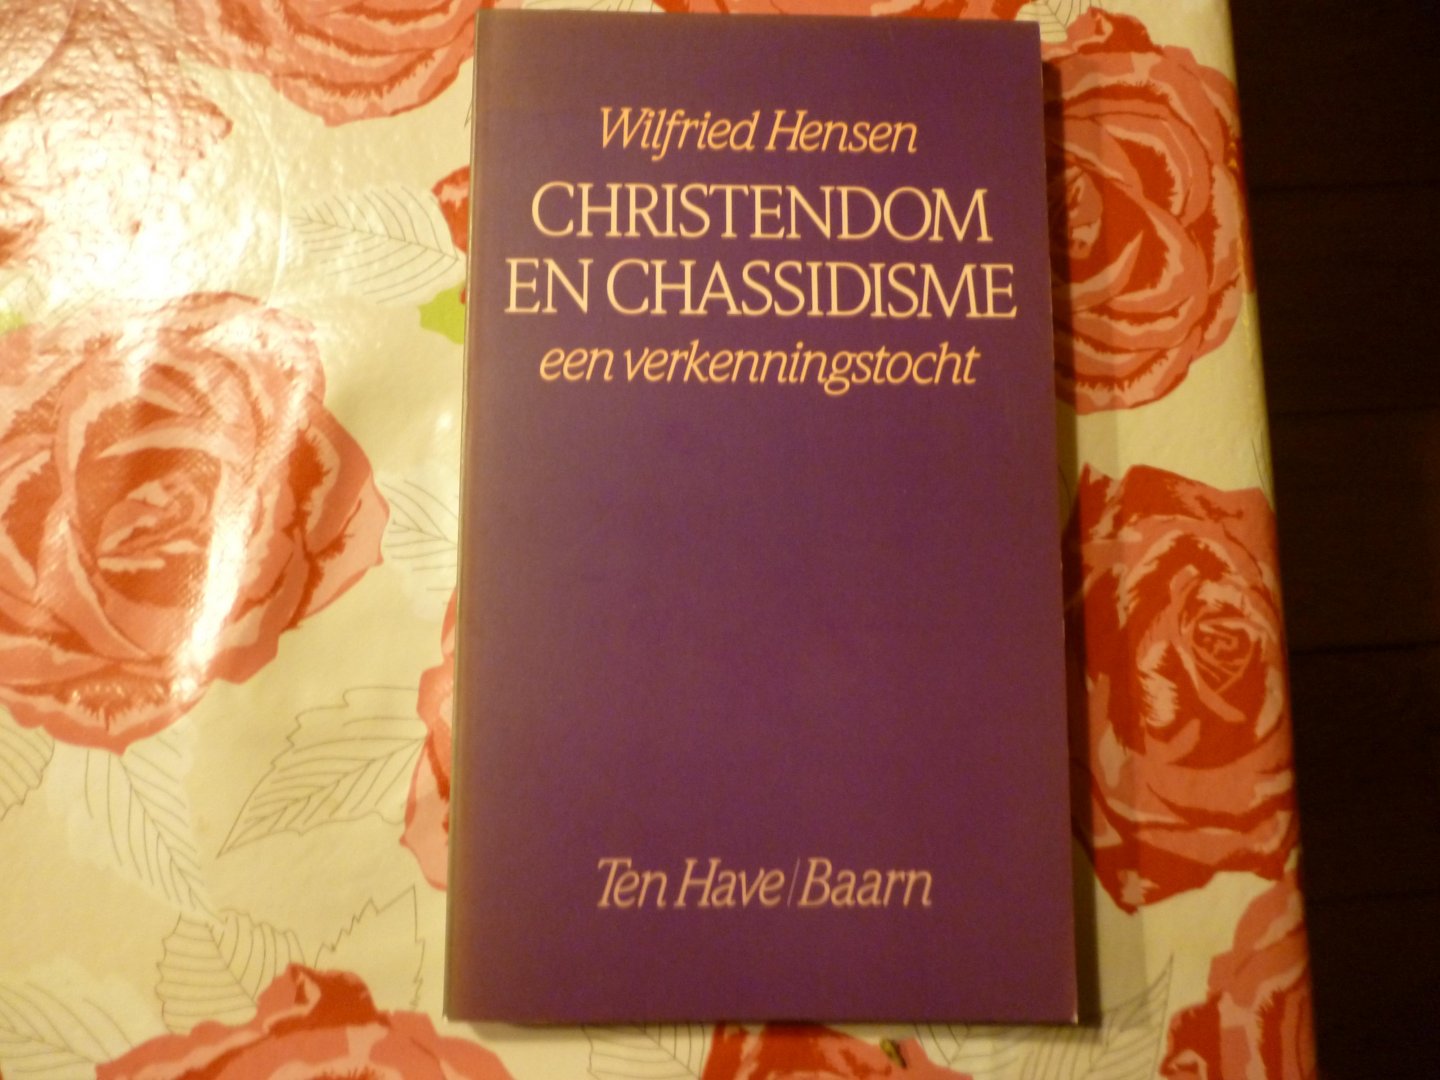 Wilfried Hensen
CHRISTENDOM
EN CHASSIDISME
een verkenningstocht
Ten Have/Baarn